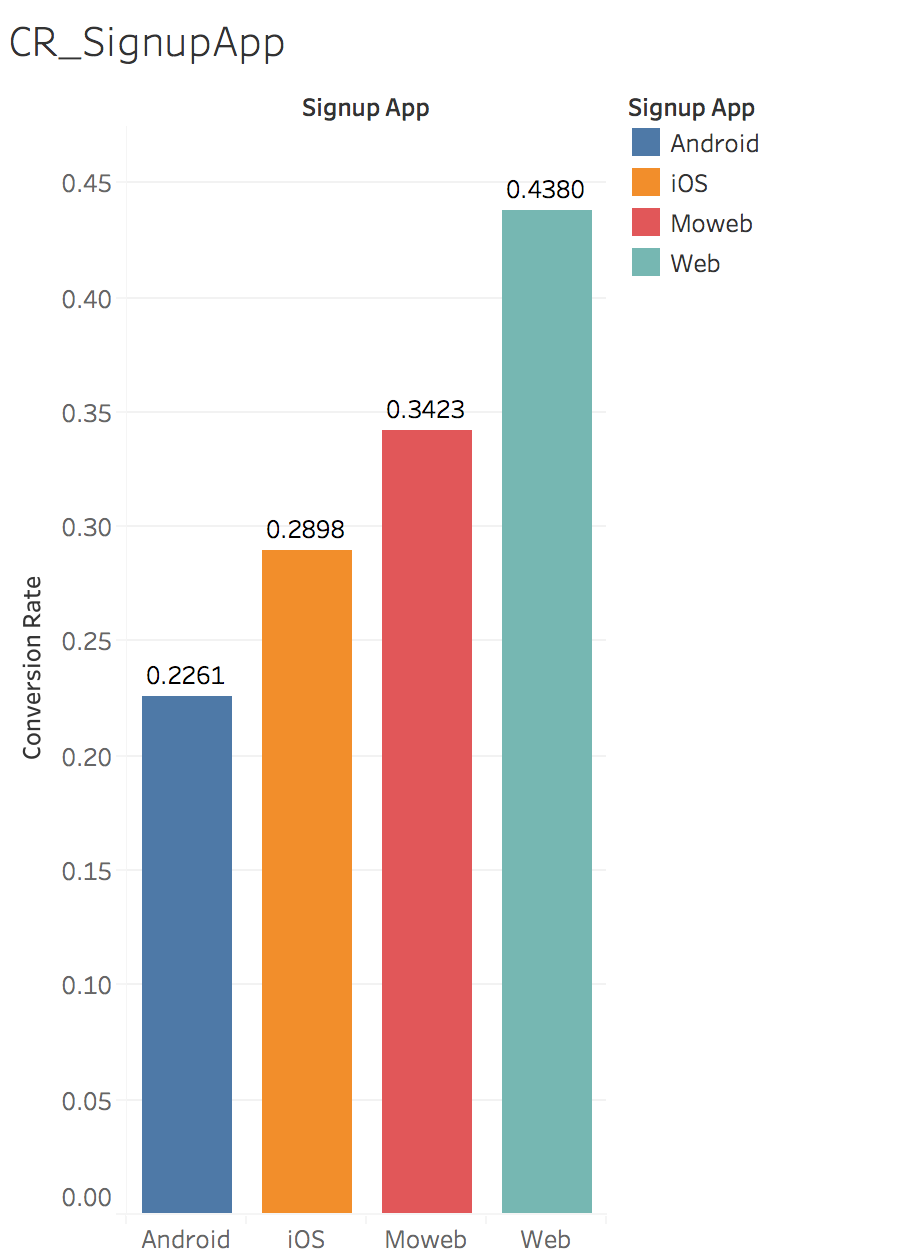 CR_SignupApp
Signup App
Signup App
Android
iOS
Moweb
Web
Conversion Rate
0.45
0.40
0.35
0.30
0.25
0.20
0.15
0.10
0.05
0.00
0.2261
0.2898
0.3423
0.4380
Android
iOS
Moweb
Web